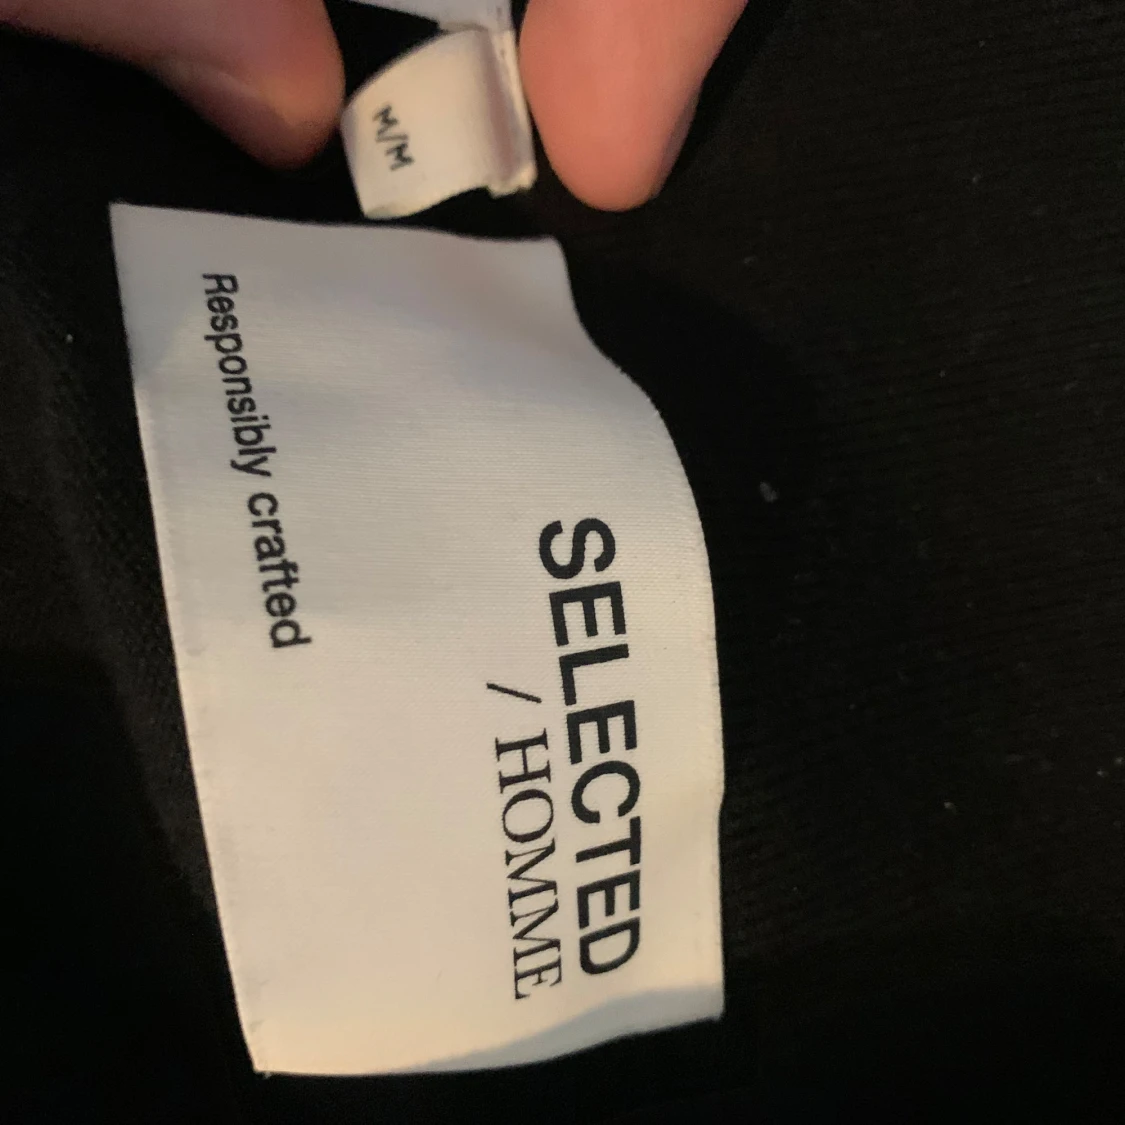 M/M
SELECTED
/ HOMME
Responsibly crafted